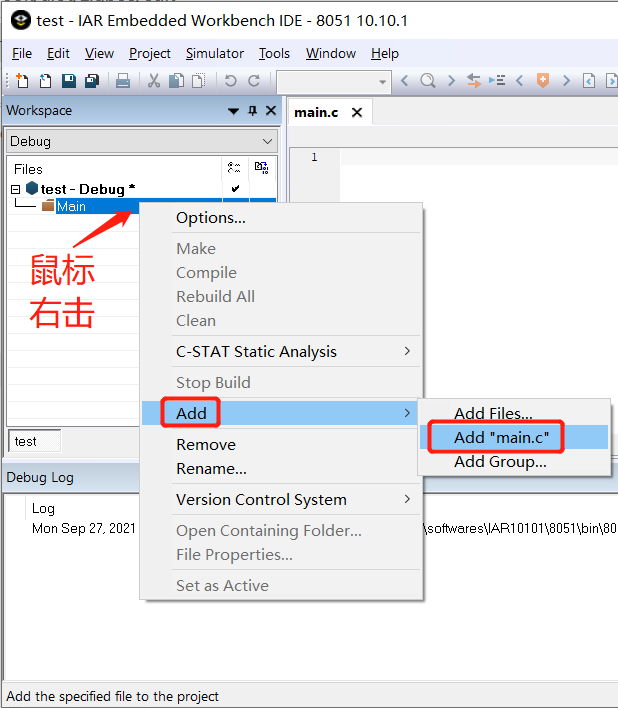 test - IAR Embedded Workbench IDE - 8051 10.10.1
File Edit View Project Simulator Tools Window Help
Workspace
main.c
Debug
1
Files
test - Debug *
Main
鼠标
右击
Options...
Make
Compile
Rebuild All
Clean
C-STAT Static Analysis
Stop Build
Add
Add Files...
Add "main.c"
Add Group...
Remove
Rename...
Version Control System
Open Containing Folder...
File Properties...
Set as Active
test
Debug Log
Log
Mon Sep 27, 2021
\softwares\IAR10101\8051\bin\80
Add the specified file to the project